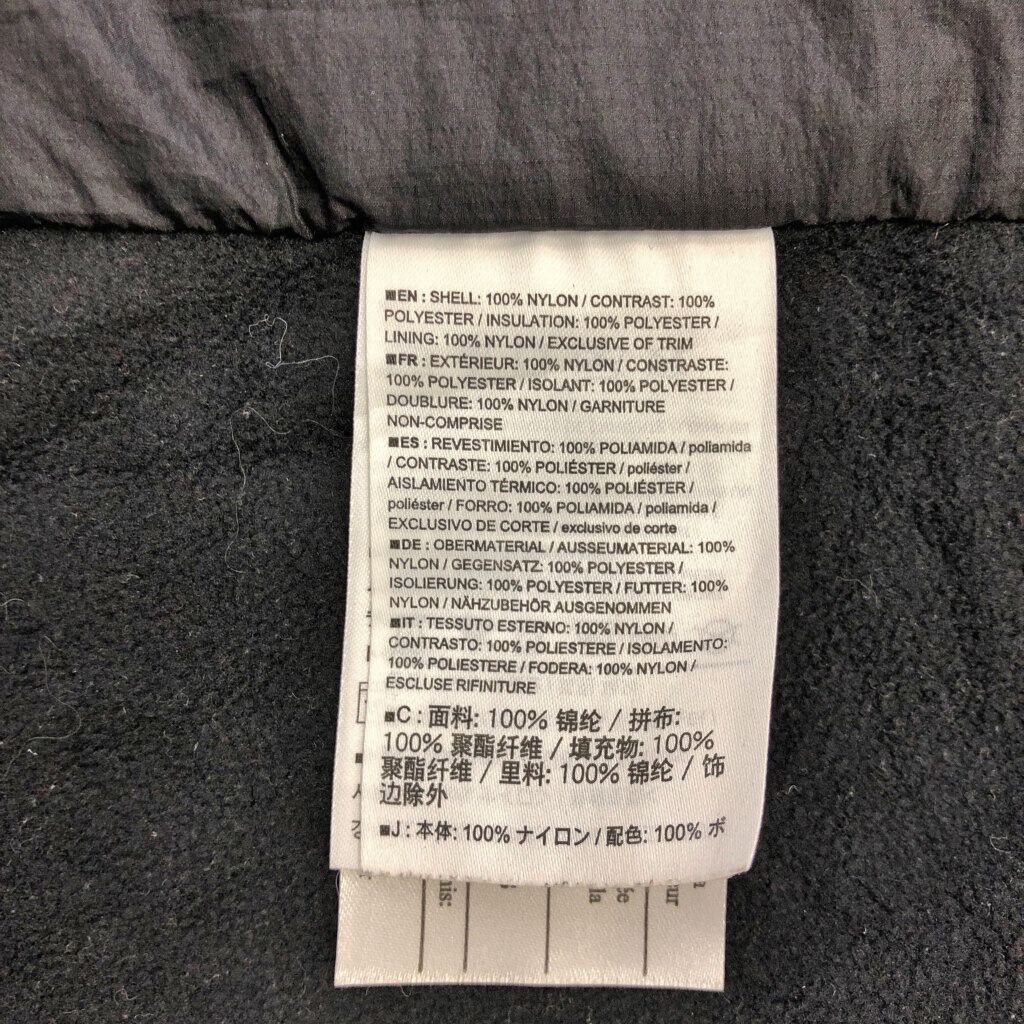 ■EN : SHELL: 100% NYLON / CONTRAST: 100%
POLYESTER / INSULATION: 100% POLYESTER /
LINING: 100% NYLON / EXCLUSIVE OF TRIM
■FR : EXTÉRIEUR: 100% NYLON / CONSTRASTE:
100% POLYESTER / ISOLANT: 100% POLYESTER /
DOUBLURE: 100% NYLON / GARNITURE
NON-COMPRISE
■ES : REVESTIMIENTO: 100% POLIAMIDA / poliamida
/ CONTRASTE: 100% POLIÉSTER / poliéster /
AISLAMIENTO TÉRMICO: 100% POLIÉSTER /
poliéster / FORRO: 100% POLIAMIDA / poliamida /
EXCLUSIVO DE CORTE / exclusivo de corte
■DE : OBERMATERIAL / AUSSEUMATERIAL: 100%
NYLON / GEGENSATZ: 100% POLYESTER /
ISOLIERUNG: 100% POLYESTER / FUTTER: 100%
NYLON / NÄHZUBEHÖR AUSGENOMMEN
■IT : TESSUTO ESTERNO: 100% NYLON /
CONTRASTO: 100% POLIESTERE / ISOLAMENTO:
100% POLIESTERE / FODERA: 100% NYLON /
ESCLUSE RIFINITURE
■C : 面料: 100% 锦纶 / 拼布:
100% 聚酯纤维 / 填充物: 100%
聚酯纤维 / 里料: 100% 锦纶 / 饰
边除外
■J : 本体: 100% ナイロン / 配色: 100% ポ